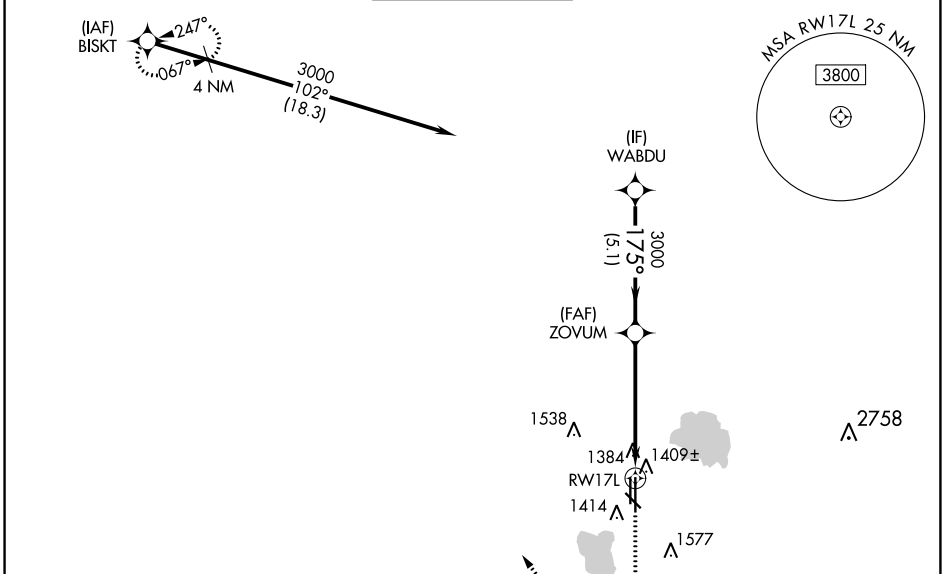 (IAF)
BISKT
247°
067°
4 NM
3000
102°
(18.3)
MSA RW17L 25 NM
3800
(IF)
WABDU
3000
175°
(5.1)
(FAF)
ZOVUM
1538
2758
1384
1409±
RW17L
1414
1577